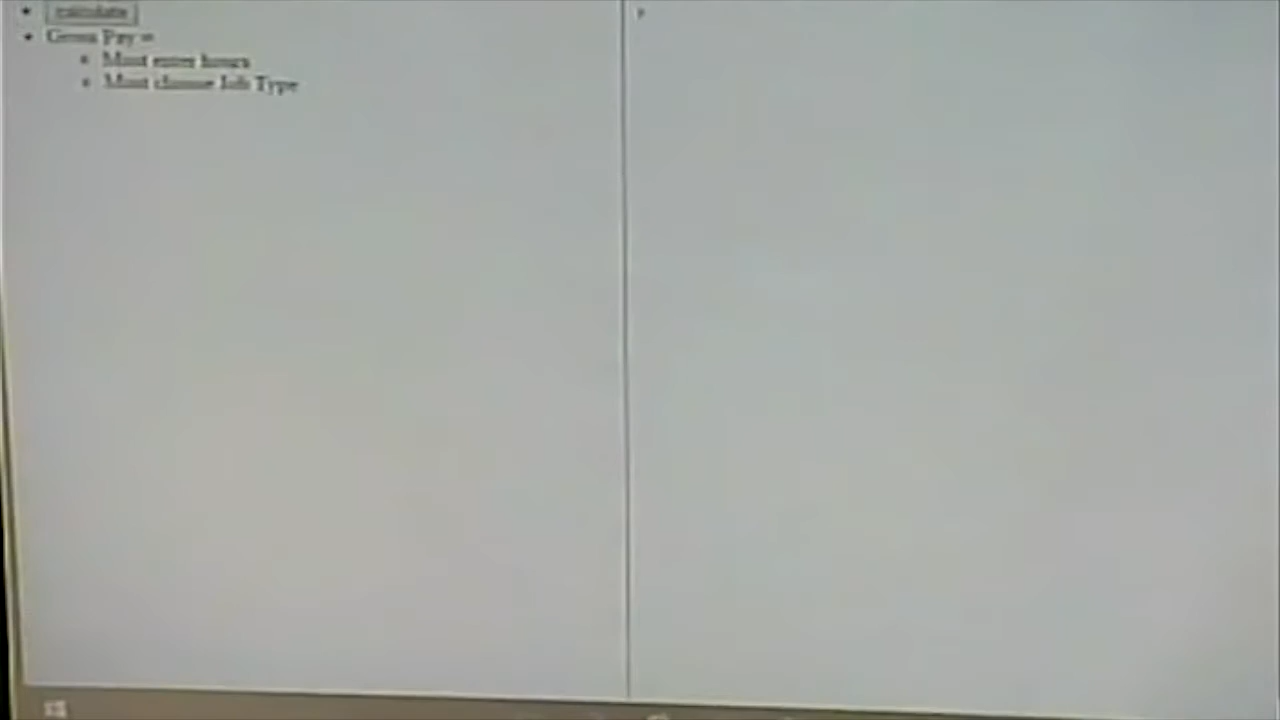 calculate
Gross Pay =
Must enter hours
Must choose Job Type